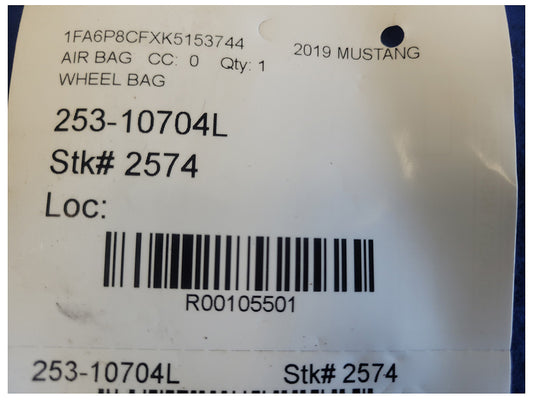 1FA6P8CFXK5153744
2019 MUSTANG
AIR BAG CC: 0 Qty: 1
WHEEL BAG
253-10704L
Stk# 2574
Loc:
R00105501
253-10704L Stk# 2574